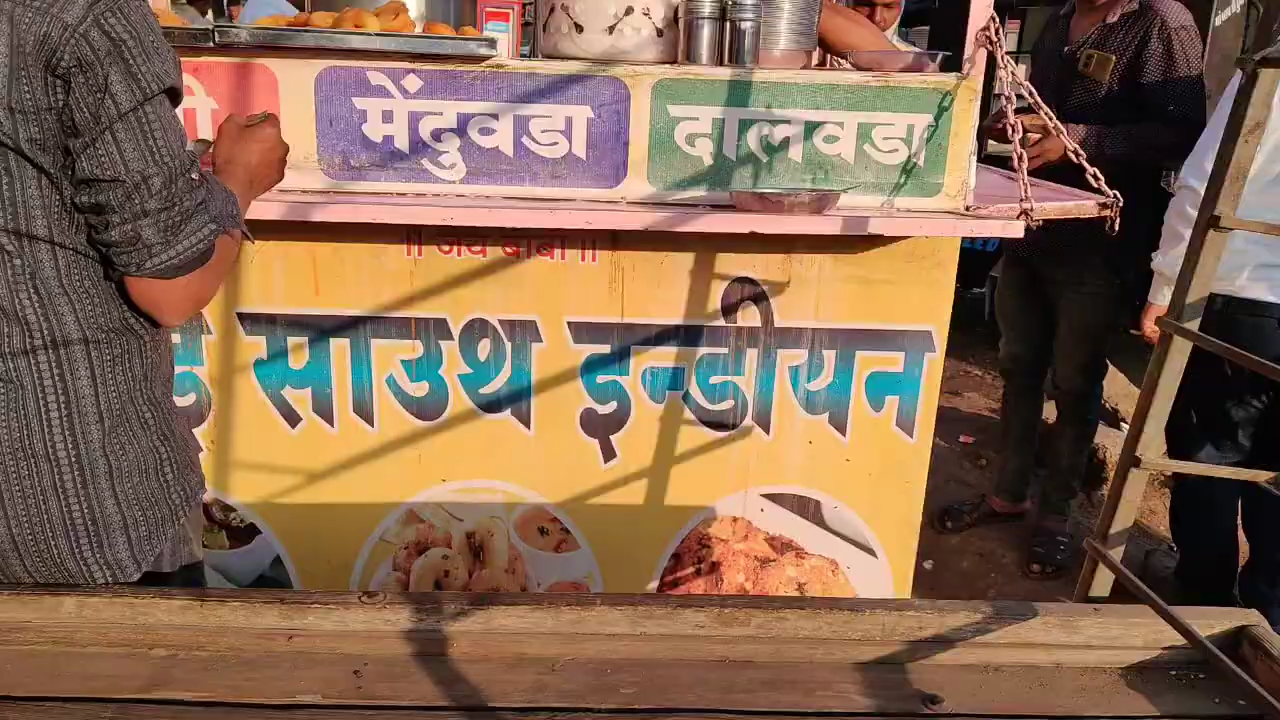 मेंदुवडा दालवडा
॥ जय बाबा ॥
साउथ इन्डीयन